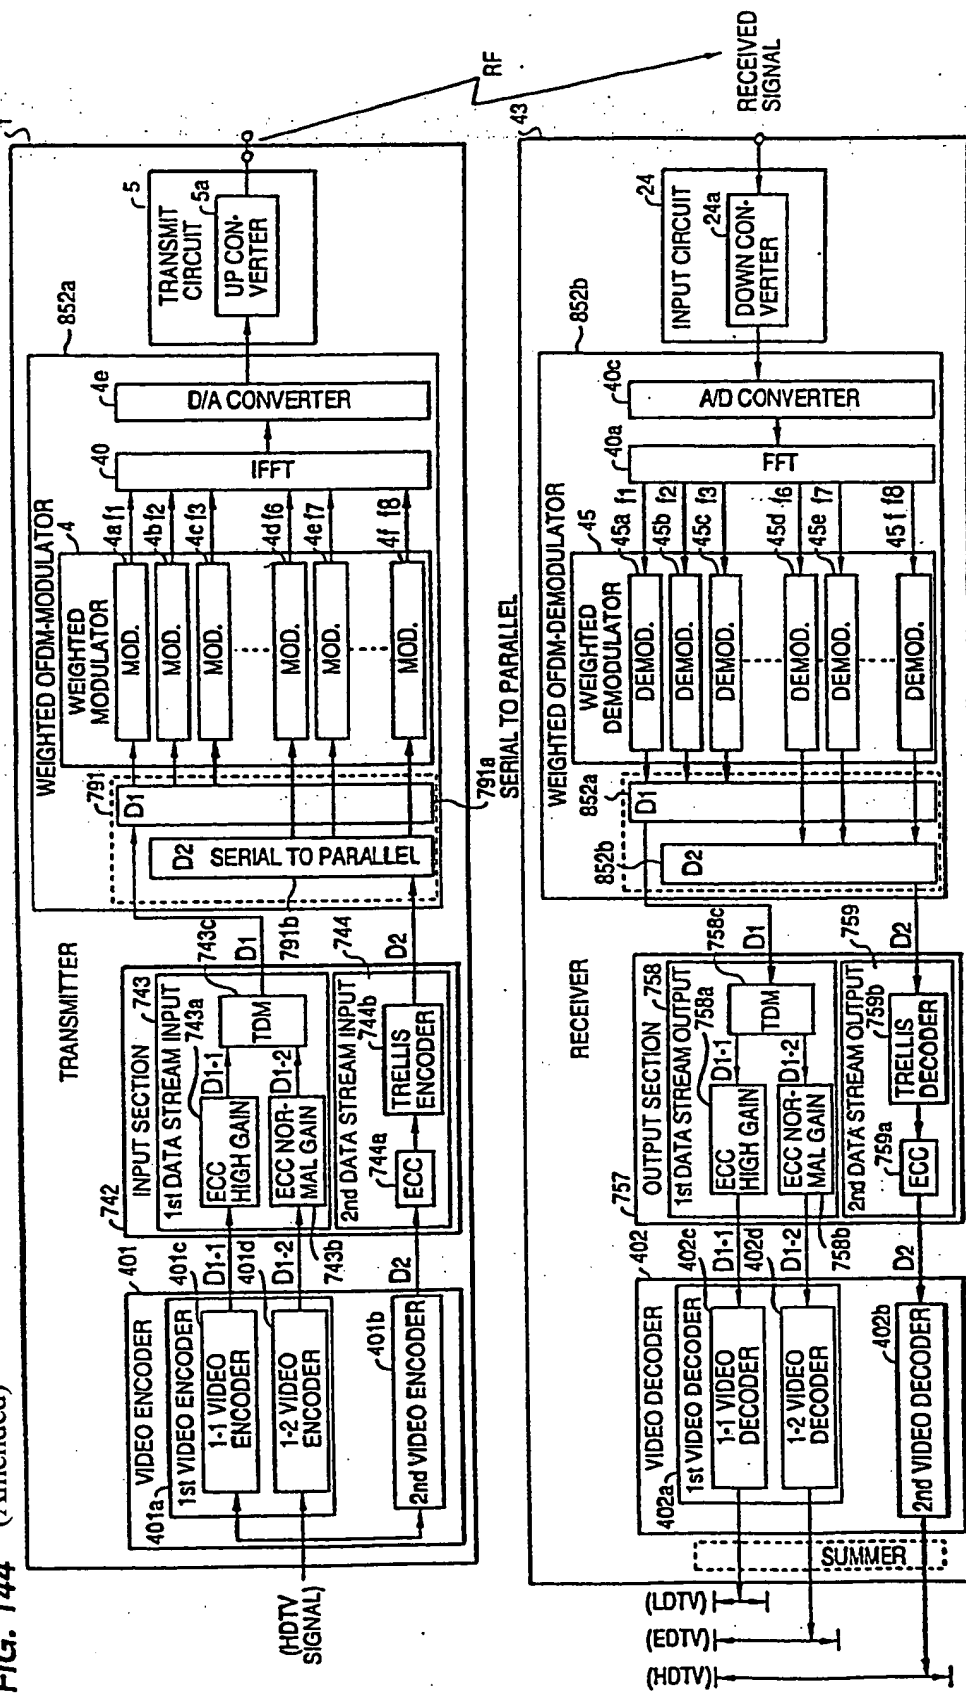 FIG. 144 (Amended)
TRANSMITTER
1
(HDTV
SIGNAL)
VIDEO ENCODER
401
401a
1st VIDEO ENCODER
401c
1-1 VIDEO
ENCODER
401d
1-2 VIDEO
ENCODER
401b
2nd VIDEO ENCODER
D1-1
D1-2
D2
742
INPUT SECTION
743
1st DATA STREAM INPUT
743a
ECC
HIGH GAIN
D1-1
743c
TDM
ECC NOR-
MAL GAIN
D1-2
743b
2nd DATA STREAM INPUT
744
744a
ECC
744b
TRELLIS
ENCODER
D1
D2
WEIGHTED OFDM-MODULATOR
852a
791
D1
791b
D2 SERIAL TO PARALLEL
791a
SERIAL TO PARALLEL
WEIGHTED
MODULATOR
4
MOD.
MOD.
MOD.
MOD.
MOD.
MOD.
4a f1
4b f2
4c f3
4d f6
4e f7
4f f8
40
IFFT
4e
D/A CONVERTER
TRANSMIT
CIRCUIT
5
5a
UP CON-
VERTER
RF
RECEIVED
SIGNAL
RECEIVER
43
INPUT CIRCUIT
24
24a
DOWN CON-
VERTER
WEIGHTED OFDM-DEMODULATOR
852b
40c
A/D CONVERTER
40a
FFT
WEIGHTED
DEMODULATOR
45
45a f1
45b f2
45c f3
45d f6
45e f7
45 f f8
DEMOD.
DEMOD.
DEMOD.
DEMOD.
DEMOD.
DEMOD.
852a
D1
852b
D2
D1
D2
757
OUTPUT SECTION
758
1st DATA STREAM OUTPUT
758a
758c
TDM
D1-1
ECC
HIGH GAIN
D1-2
ECC NOR-
MAL GAIN
758b
2nd DATA STREAM OUTPUT
759
759b
TRELLIS
DECODER
759a
ECC
D1-1
D1-2
D2
VIDEO DECODER
402
402a
1st VIDEO DECODER
402c
1-1 VIDEO
DECODER
402d
1-2 VIDEO
DECODER
402b
2nd VIDEO DECODER
SUMMER
(LDTV)
(EDTV)
(HDTV)